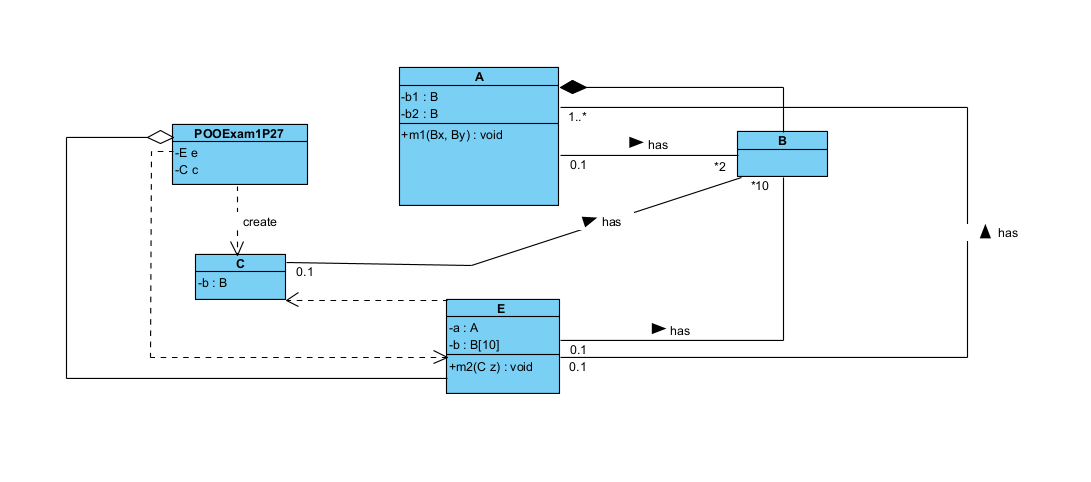 A
-b1 : B
-b2 : B
+m1(Bx, By) : void
1..*
POOExam1P27
-E e
-C c
B
has
0.1
*2
*10
create
has
has
C
0.1
-b : B
E
-a : A
-b : B[10]
has
0.1
+m2(C z) : void
0.1